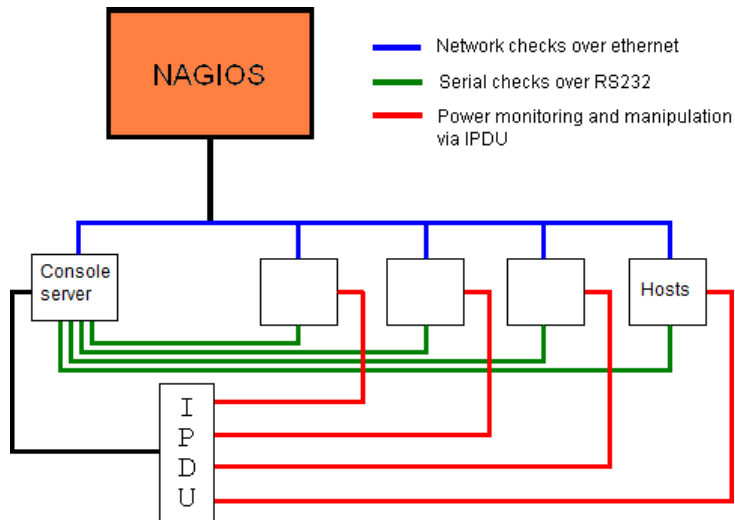 NAGIOS
Network checks over ethernet
Serial checks over RS232
Power monitoring and manipulation
via IPDU
Console
server
Hosts
I
P
D
U